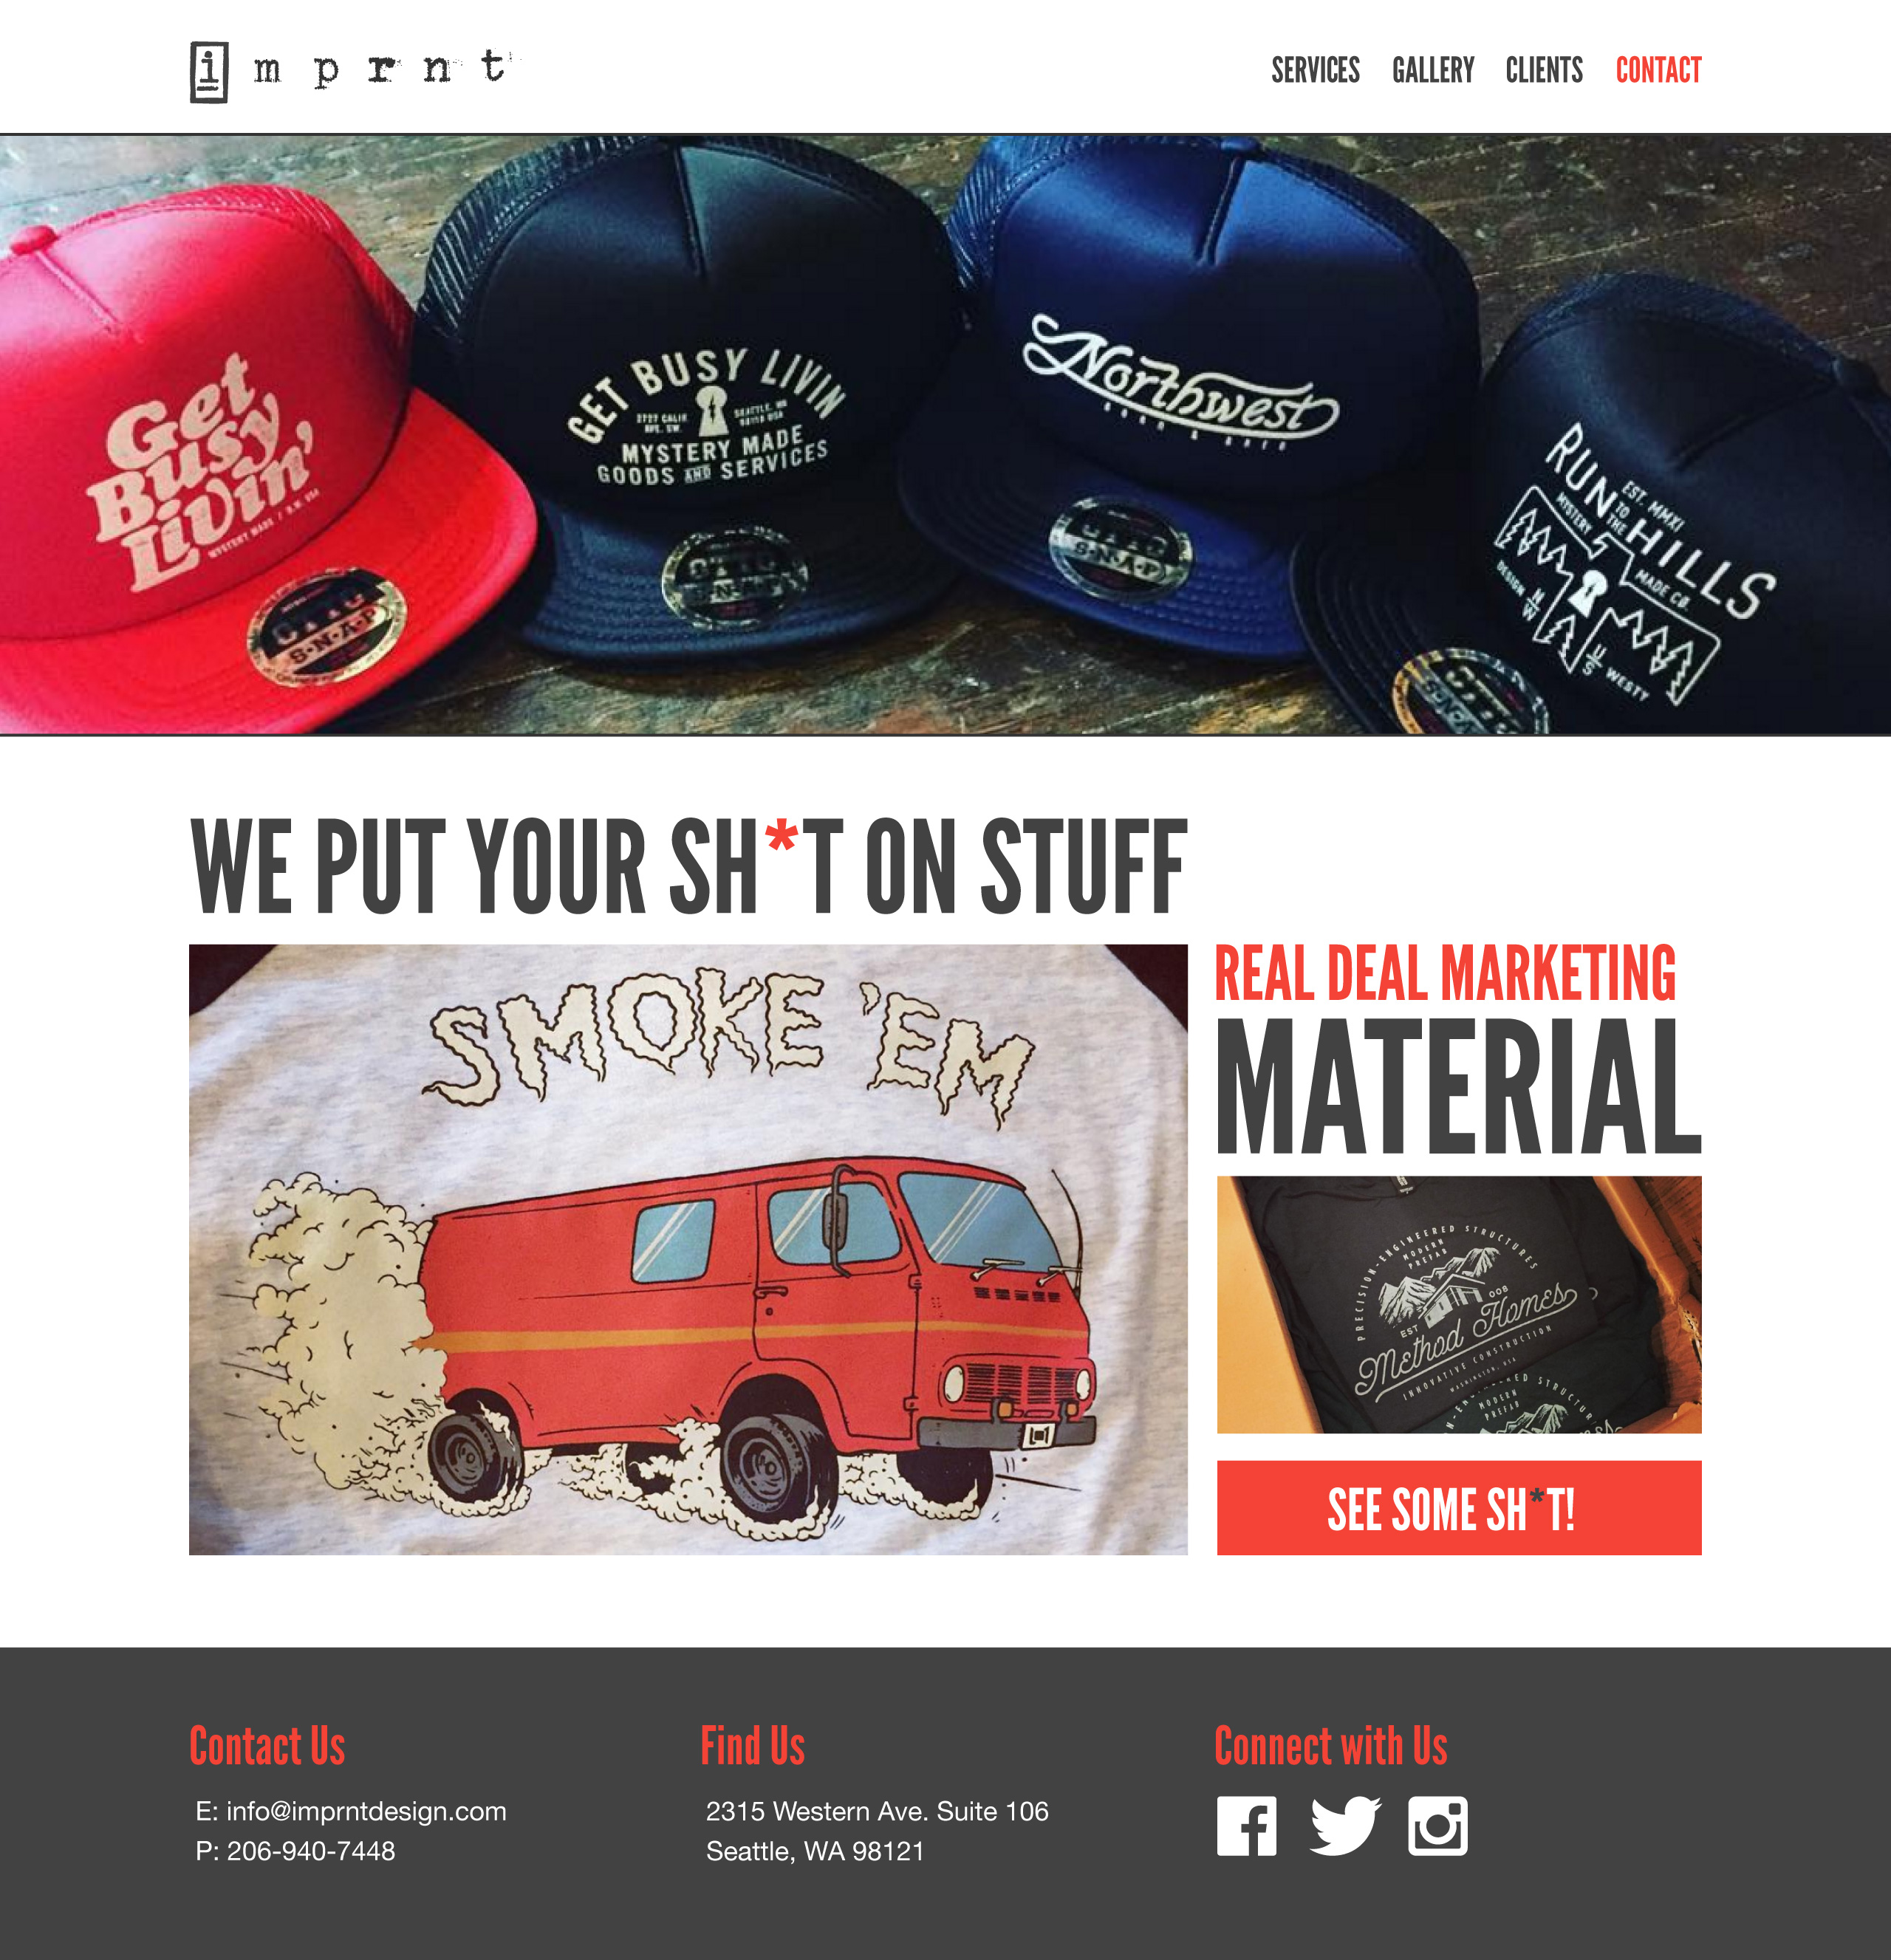 imprnt
SERVICES GALLERY CLIENTS CONTACT
Get
Busy
Livin'
MYSTERY MADE / N.W. USA
S·N·A·P
GET BUSY LIVIN
2727 CALIF
AVE. SW.
SEATTLE, WA
98116 USA
MYSTERY MADE
GOODS AND SERVICES
S·N·A·P
Northwest
S·N·A·P
RUN TO THE HILLS
EST. MMXI
MYSTERY
MADE CO.
DESIGN
N
W
U
S
WESTY
WE PUT YOUR SH*T ON STUFF
SMOKE 'EM
REAL DEAL MARKETING
MATERIAL
PRECISION-ENGINEERED STRUCTURES
MODERN
PREFAB
EST 008
Method Homes
INNOVATIVE CONSTRUCTION
WASHINGTON, USA
MODERN
PREFAB
SEE SOME SH*T!
Contact Us
E: info@imprntdesign.com
P: 206-940-7448
Find Us
2315 Western Ave. Suite 106
Seattle, WA 98121
Connect with Us